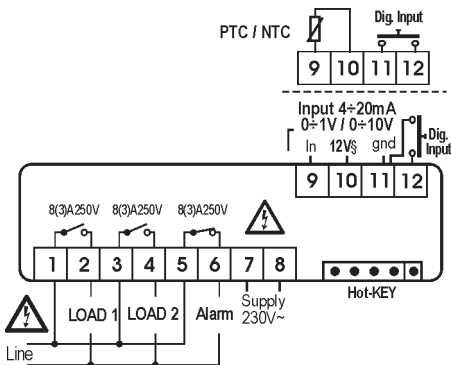 PTC / NTC
Dig. Input
9 10 11 12
Input 4÷20mA
0÷1V / 0÷10V
In 12V§ gnd
Dig.
Input
9 10 11 12
8(3)A250V 8(3)A250V 8(3)A250V
1 2 3 4 5 6 7 8
Hot-KEY
LOAD 1 LOAD 2 Alarm
Supply
230V~
Line